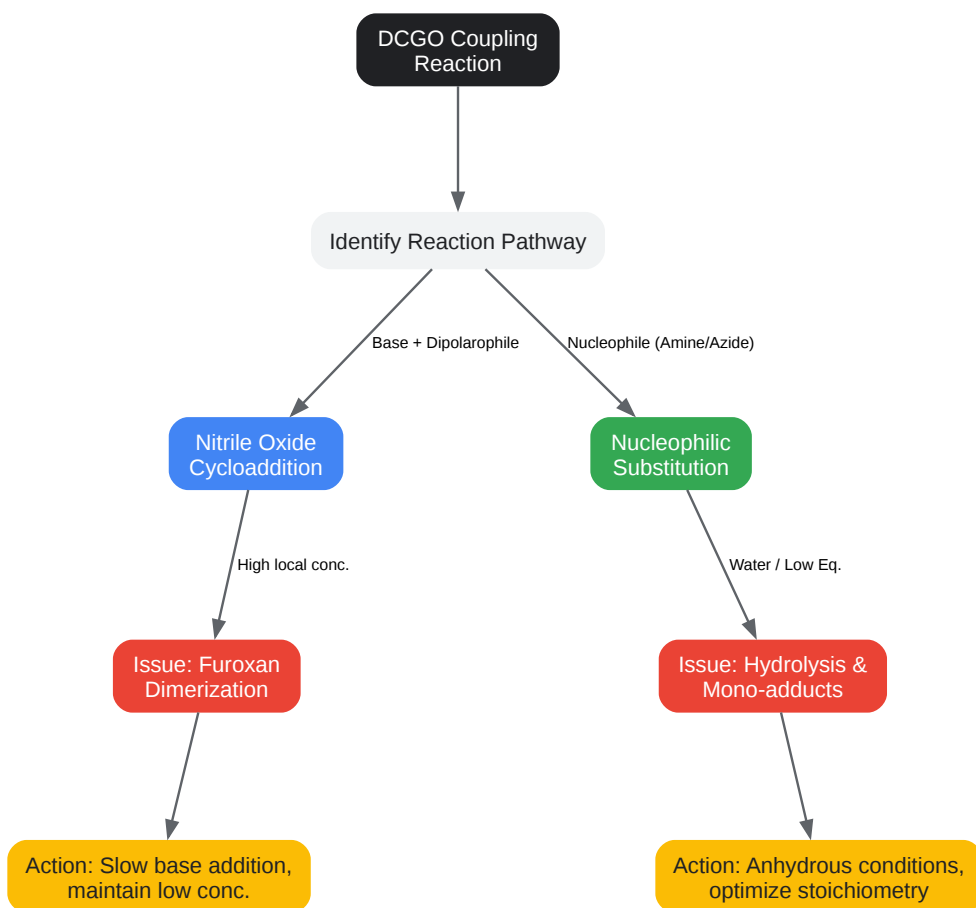 DCGO Coupling
Reaction
Identify Reaction Pathway
Base + Dipolarophile
Nucleophile (Amine/Azide)
Nitrile Oxide
Cycloaddition
Nucleophilic
Substitution
High local conc.
Water / Low Eq.
Issue: Furoxan
Dimerization
Issue: Hydrolysis &
Mono-adducts
Action: Slow base addition,
maintain low conc.
Action: Anhydrous conditions,
optimize stoichiometry